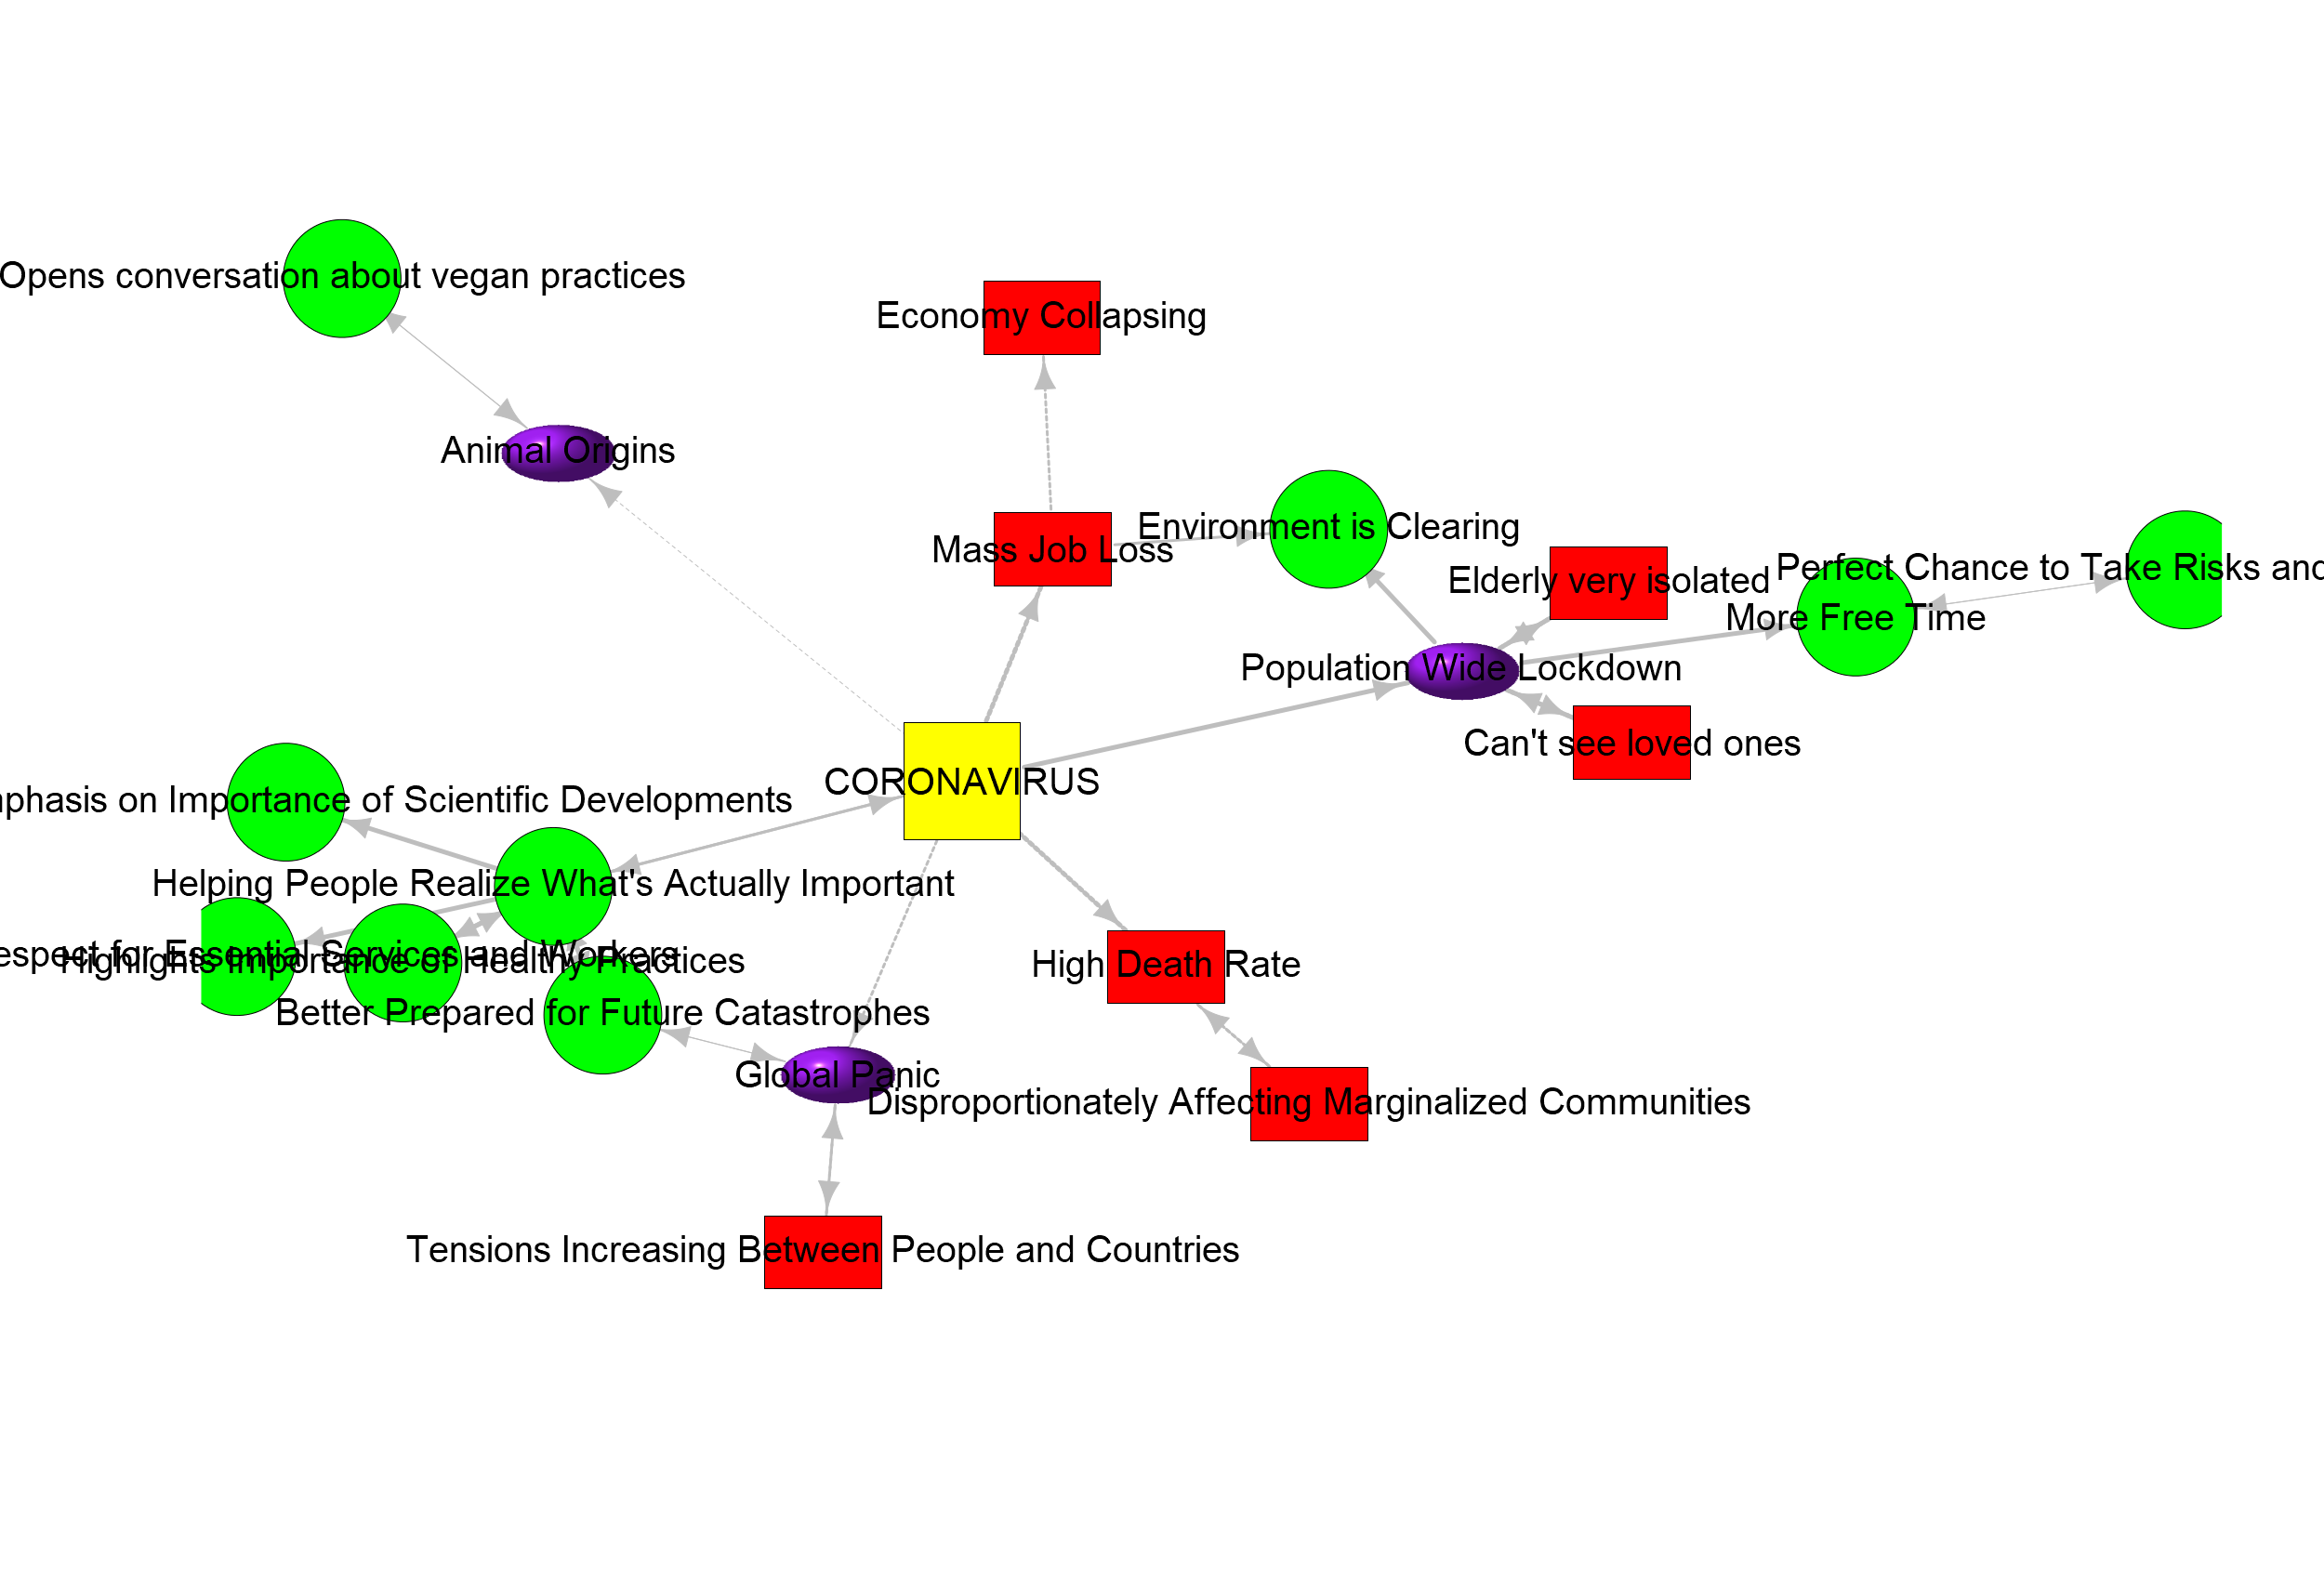 Opens conversation about vegan practices
Economy Collapsing
Animal Origins
Environment is Clearing
Mass Job Loss
Perfect Chance to Take Risks and
Elderly very isolated
More Free Time
Population Wide Lockdown
Can't see loved ones
CORONAVIRUS
phasis on Importance of Scientific Developments
Helping People Realize What's Actually Important
espect for Essential Services and Workers
Highlights Importance of Healthy Practices
High Death Rate
Better Prepared for Future Catastrophes
Global Panic
Disproportionately Affecting Marginalized Communities
Tensions Increasing Between People and Countries